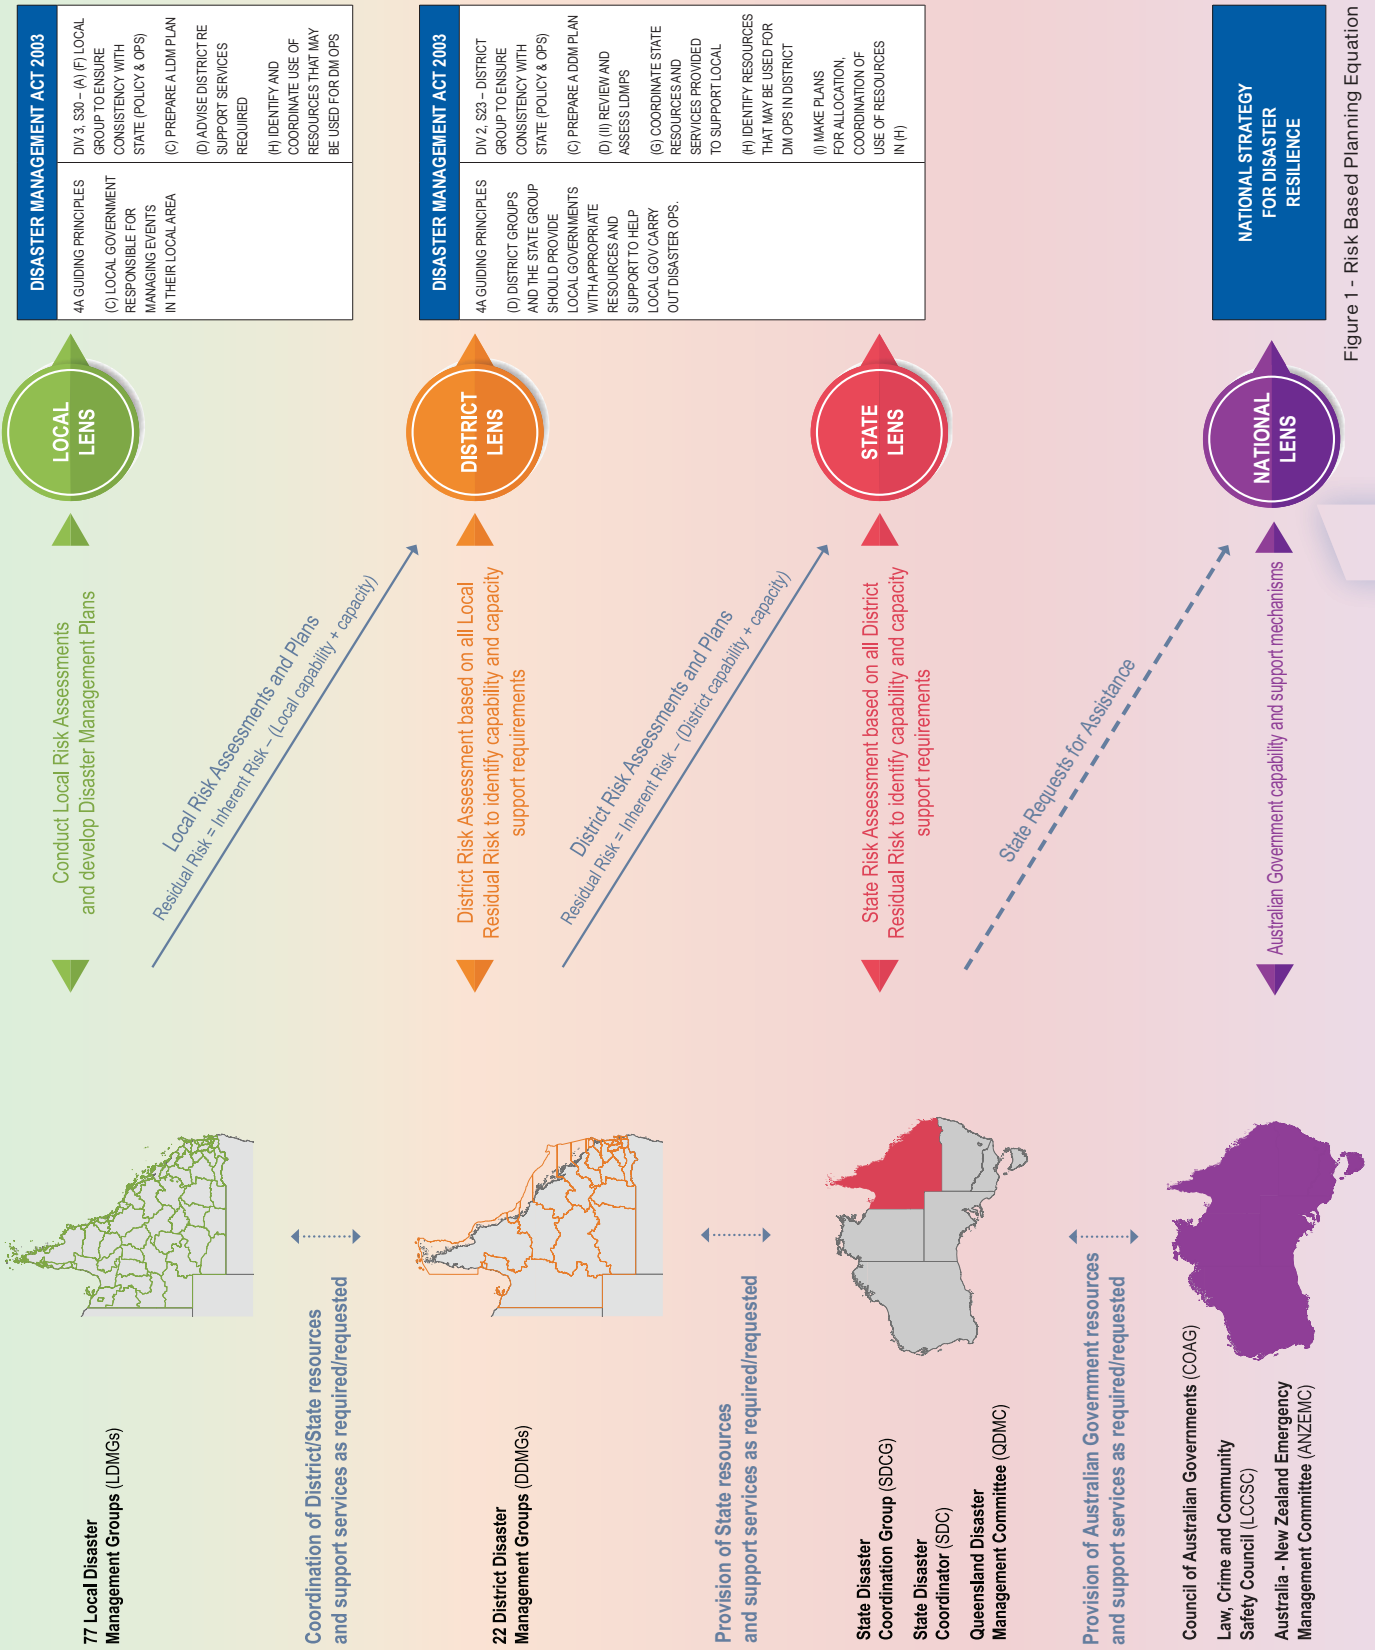 77 Local Disaster
Management Groups (LDMGs)
Conduct Local Risk Assessments
and develop Disaster Management Plans
LOCAL
LENS
DISASTER MANAGEMENT ACT 2003
4A GUIDING PRINCIPLES
(C) LOCAL GOVERNMENT
RESPONSIBLE FOR
MANAGING EVENTS
IN THEIR LOCAL AREA
DIV 3, S30 – (A) (F) LOCAL
GROUP TO ENSURE
CONSISTENCY WITH
STATE (POLICY & OPS)
(C) PREPARE A LDM PLAN
(D) ADVISE DISTRICT RE
SUPPORT SERVICES
REQUIRED
(H) IDENTIFY AND
COORDINATE USE OF
RESOURCES THAT MAY
BE USED FOR DM OPS
Coordination of District/State resources
and support services as required/requested
Local Risk Assessments and Plans
Residual Risk = Inherent Risk – (Local capability + capacity)
22 District Disaster
Management Groups (DDMGs)
District Risk Assessment based on all Local
Residual Risk to identify capability and capacity
support requirements
DISTRICT
LENS
DISASTER MANAGEMENT ACT 2003
4A GUIDING PRINCIPLES
(D) DISTRICT GROUPS
AND THE STATE GROUP
SHOULD PROVIDE
LOCAL GOVERNMENTS
WITH APPROPRIATE
RESOURCES AND
SUPPORT TO HELP
LOCAL GOV CARRY
OUT DISASTER OPS.
DIV 2, S23 – DISTRICT
GROUP TO ENSURE
CONSISTENCY WITH
STATE (POLICY & OPS)
(C) PREPARE A DDM PLAN
(D) (II) REVIEW AND
ASSESS LDMPS
(G) COORDINATE STATE
RESOURCES AND
SERVICES PROVIDED
TO SUPPORT LOCAL
(H) IDENTIFY RESOURCES
THAT MAY BE USED FOR
DM OPS IN DISTRICT
(I) MAKE PLANS
FOR ALLOCATION,
COORDINATION OF
USE OF RESOURCES
IN (H)
Provision of State resources
and support services as required/requested
District Risk Assessments and Plans
Residual Risk = Inherent Risk – (District capability + capacity)
State Disaster
Coordination Group (SDCG)
State Disaster
Coordinator (SDC)
Queensland Disaster
Management Committee (QDMC)
State Risk Assessment based on all District
Residual Risk to identify capability and capacity
support requirements
STATE
LENS
Provision of Australian Government resources
and support services as required/requested
State Requests for Assistance
Council of Australian Governments (COAG)
Law, Crime and Community
Safety Council (LCCSC)
Australia - New Zealand Emergency
Management Committee (ANZEMC)
Australian Government capability and support mechanisms
NATIONAL
LENS
NATIONAL STRATEGY
FOR DISASTER
RESILIENCE
Figure 1 - Risk Based Planning Equation